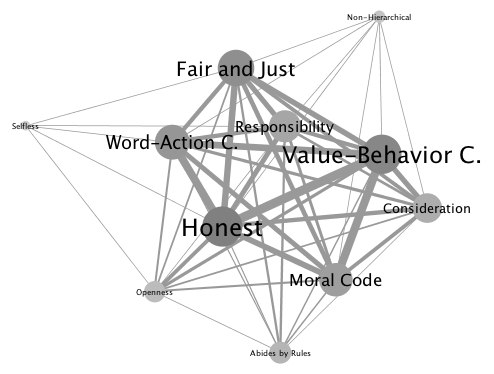 Non-Hierarchical
Fair and Just
Selfless
Responsibility
Word-Action C.
Value-Behavior C.
Consideration
Honest
Moral Code
Openness
Abides by Rules